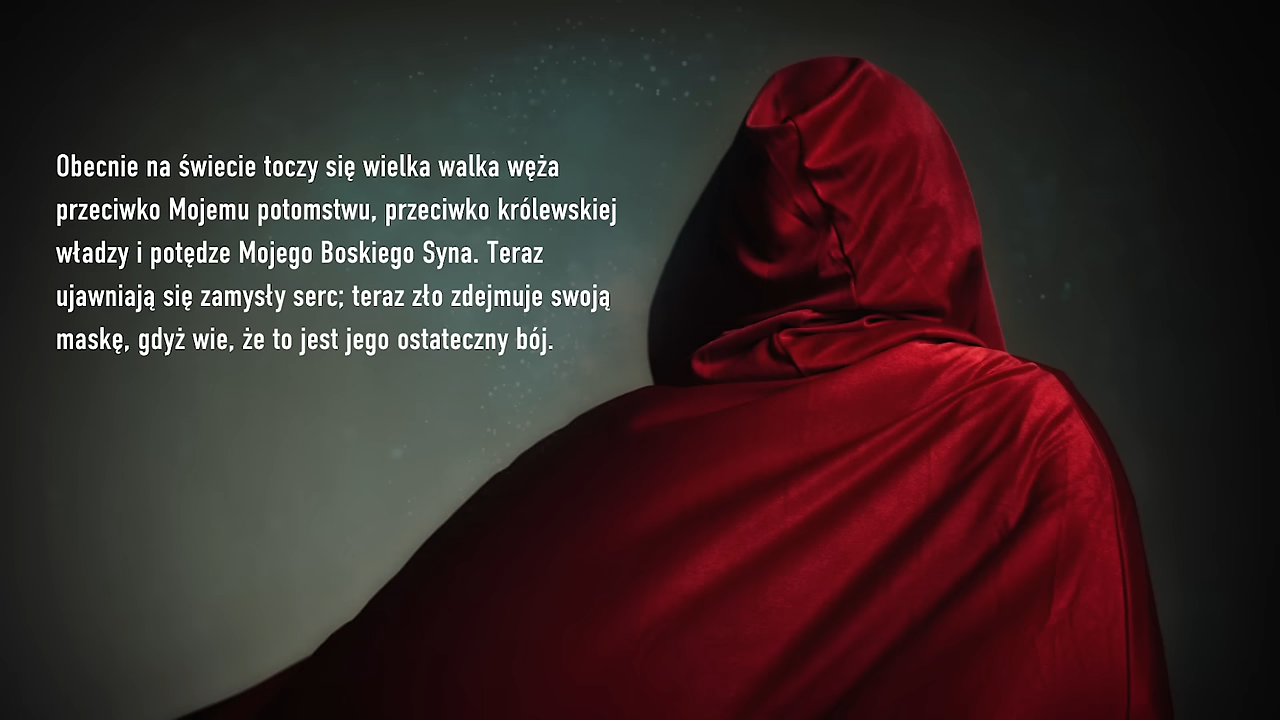 Obecnie na świecie toczy się wielka walka węża
przeciwko Mojemu potomstwu, przeciwko królewskiej
władzy i potędze Mojego Boskiego Syna. Teraz
ujawniają się zamysły serc; teraz zło zdejmuje swoją
maskę, gdyż wie, że to jest jego ostateczny bój.